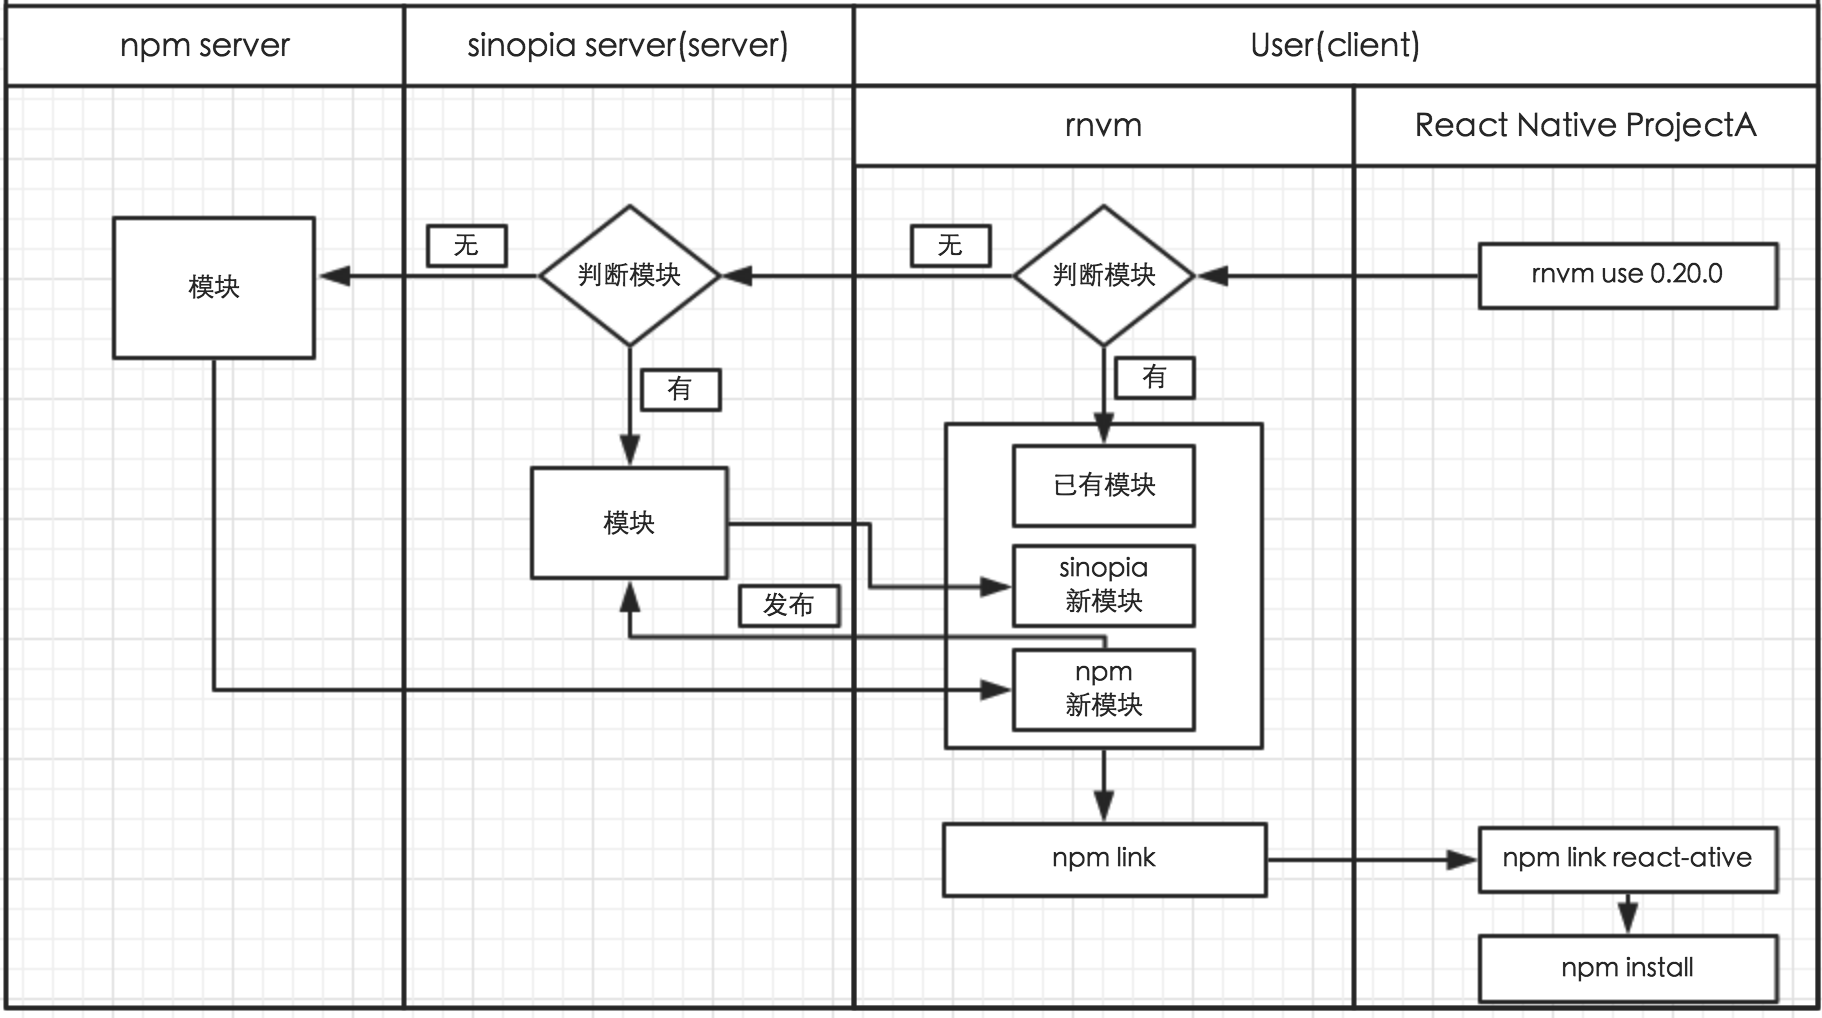 npm server
sinopia server(server)
User(client)
rnvm
React Native ProjectA
模块
无
判断模块
无
判断模块
rnvm use 0.20.0
有
有
已有模块
模块
sinopia
新模块
发布
npm
新模块
npm link
npm link react-ative
npm install